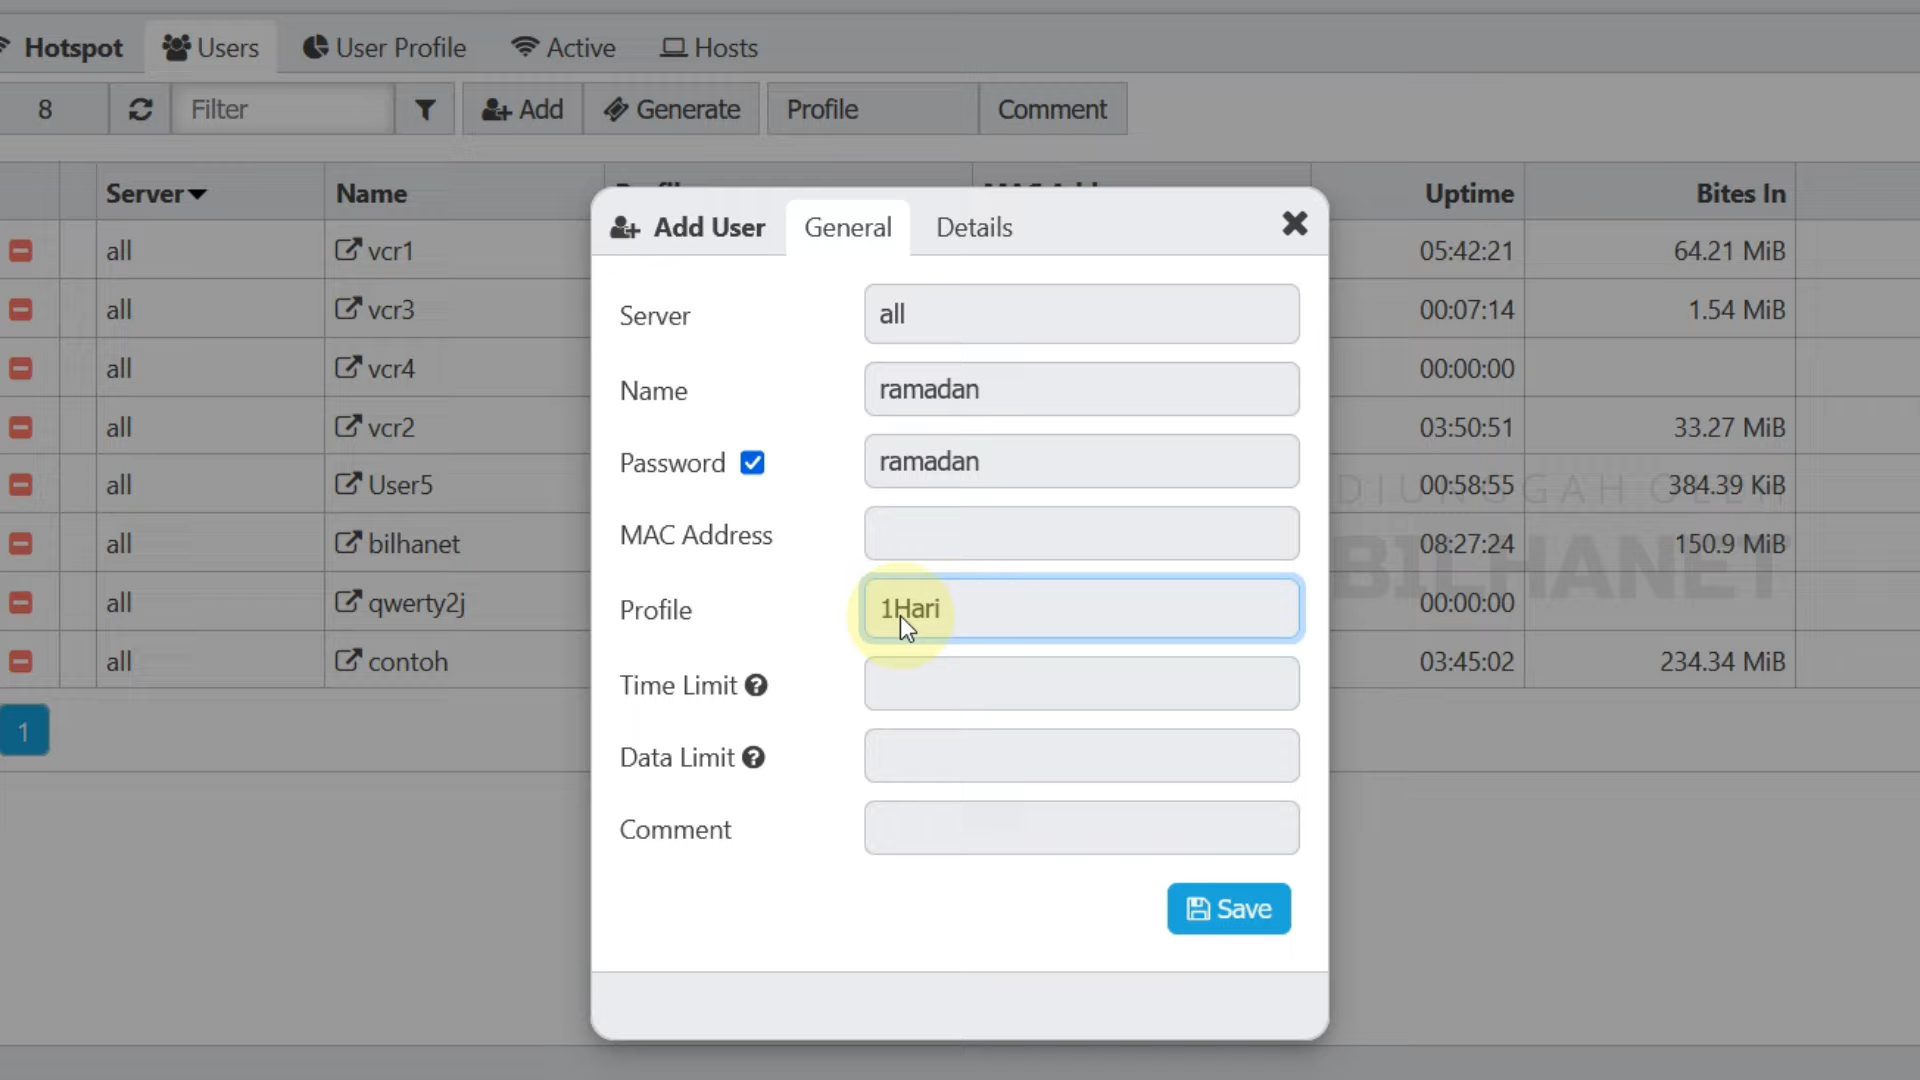 Hotspot Users User Profile Active Hosts
8 Filter Add Generate Profile Comment
Server Name Uptime Bites In
all vcr1 05:42:21 64.21 MiB
all vcr3 00:07:14 1.54 MiB
all vcr4 00:00:00
all vcr2 03:50:51 33.27 MiB
all User5 00:58:55 384.39 KiB
all bilhanet 08:27:24 150.9 MiB
all qwerty2j 00:00:00
all contoh 03:45:02 234.34 MiB
1
Add User General Details
Server all
Name ramadan
Password ramadan
MAC Address
Profile 1Hari
Time Limit
Data Limit
Comment
Save
DIUNGGAH OLEH
BILHANET